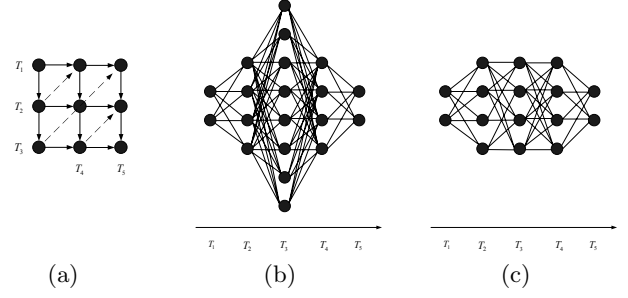 T₁
T₂
T₃
T₄ T₅
T₁ T₂ T₃ T₄ T₅
T₁ T₂ T₃ T₄ T₅
(a) (b) (c)